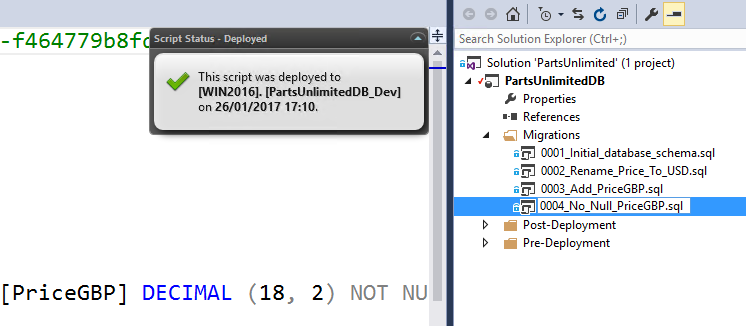 -f464779b8f
Script Status - Deployed
This script was deployed to
[WIN2016]. [PartsUnlimitedDB_Dev]
on 26/01/2017 17:10.
[PriceGBP] DECIMAL (18, 2) NOT NU
Search Solution Explorer (Ctrl+;)
Solution 'PartsUnlimited' (1 project)
PartsUnlimitedDB
Properties
References
Migrations
0001_Initial_database_schema.sql
0002_Rename_Price_To_USD.sql
0003_Add_PriceGBP.sql
0004_No_Null_PriceGBP.sql
Post-Deployment
Pre-Deployment